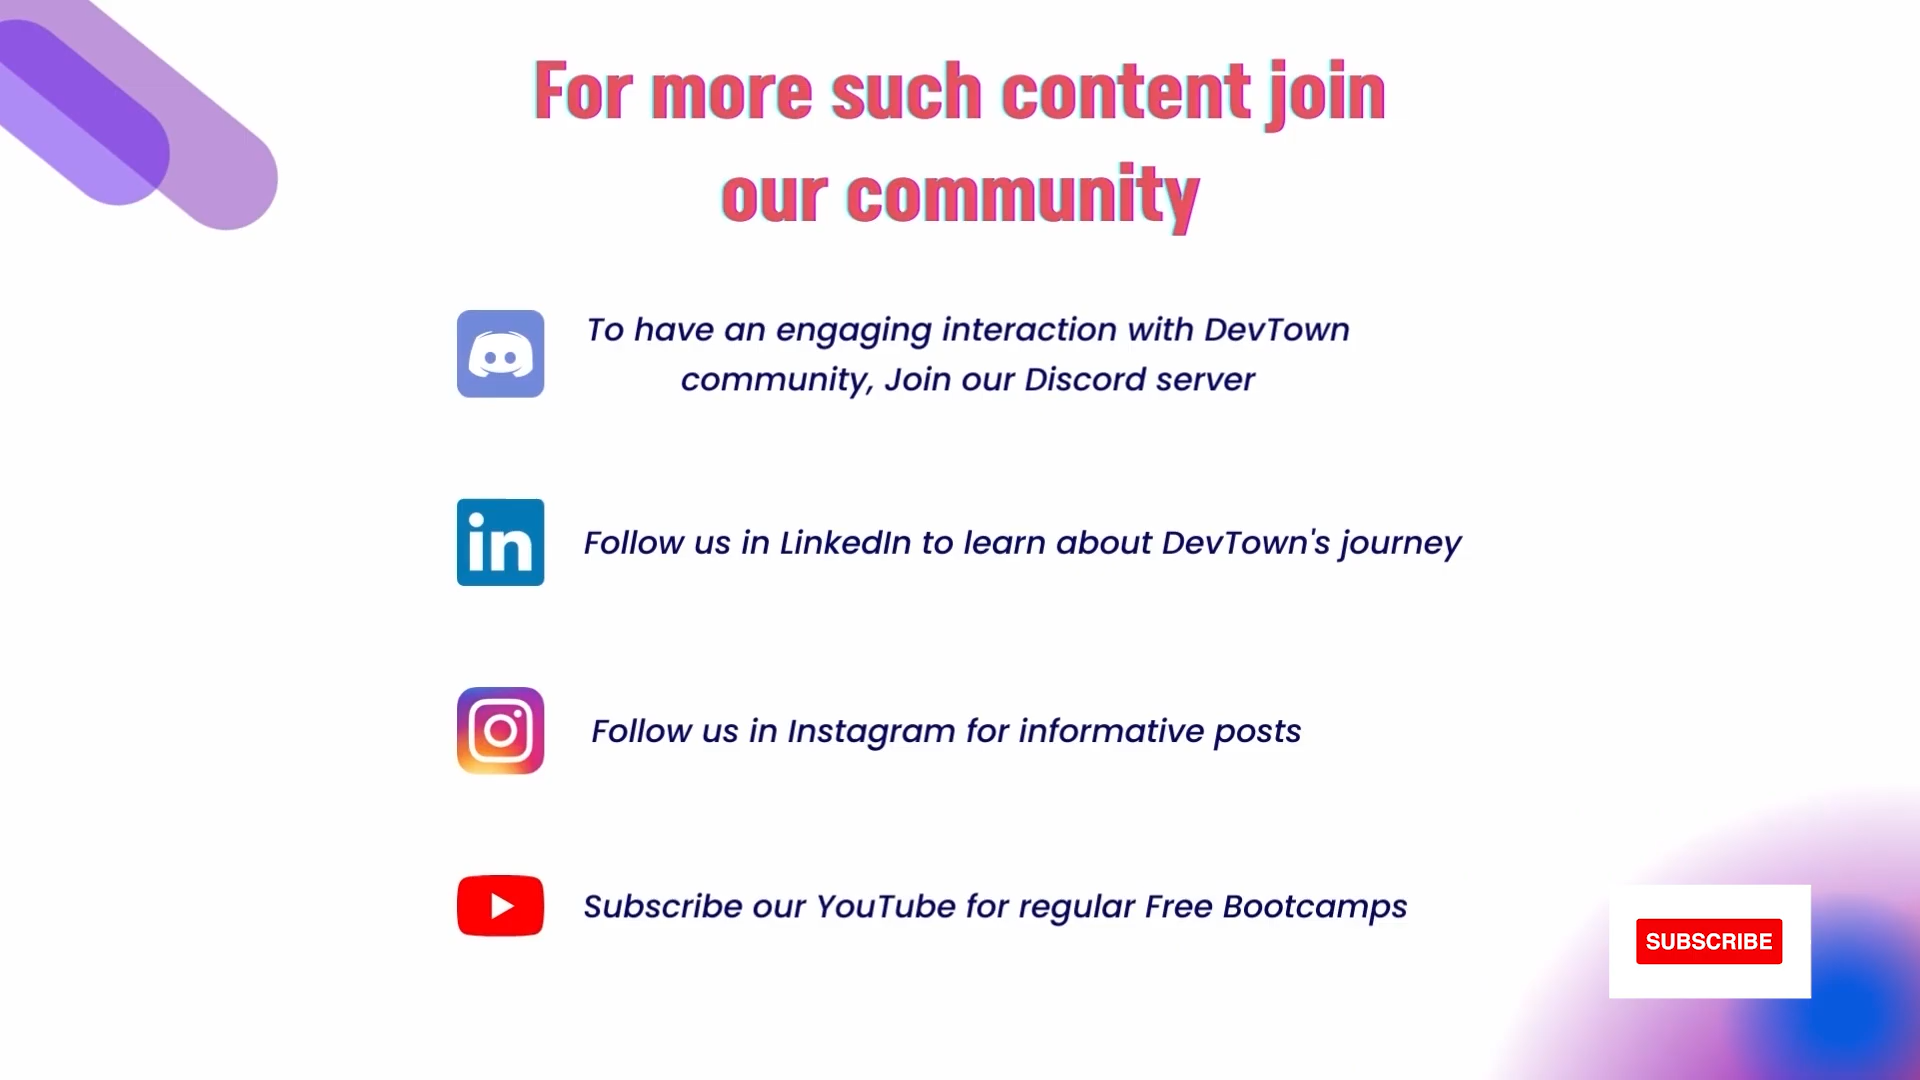 For more such content join
our community
To have an engaging interaction with DevTown
community, Join our Discord server
in
Follow us in LinkedIn to learn about DevTown's journey
Follow us in Instagram for informative posts
Subscribe our YouTube for regular Free Bootcamps
SUBSCRIBE